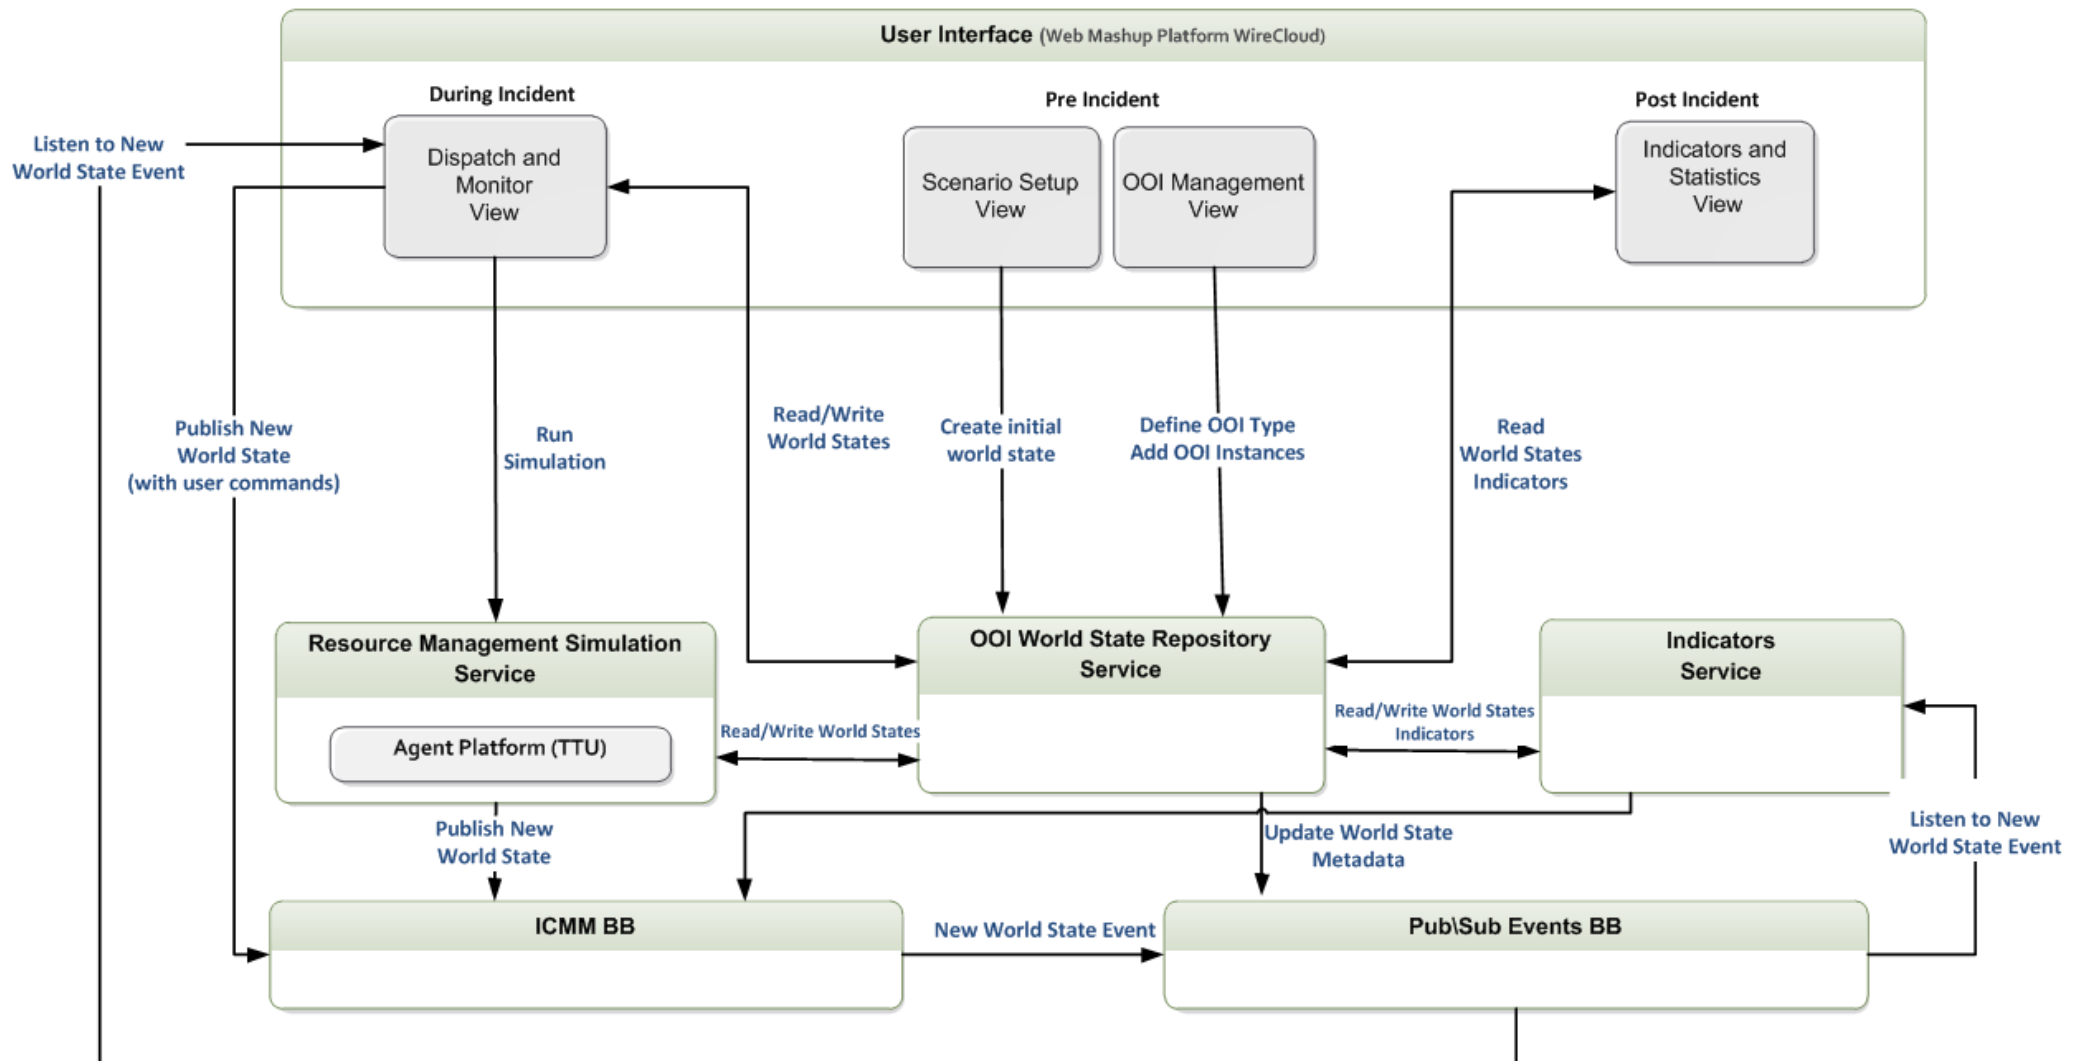 User Interface (Web Mashup Platform WireCloud)
During Incident
Pre Incident
Post Incident
Listen to New
World State Event
Dispatch and
Monitor
View
Scenario Setup
View
OOI Management
View
Indicators and
Statistics
View
Publish New
World State
(with user commands)
Run
Simulation
Read/Write
World States
Create initial
world state
Define OOI Type
Add OOI Instances
Read
World States
Indicators
Resource Management Simulation
Service
Agent Platform (TTU)
Read/Write World States
OOI World State Repository
Service
Read/Write World States
Indicators
Indicators
Service
Publish New
World State
Update World State
Metadata
Listen to New
World State Event
ICMM BB
New World State Event
Pub\Sub Events BB